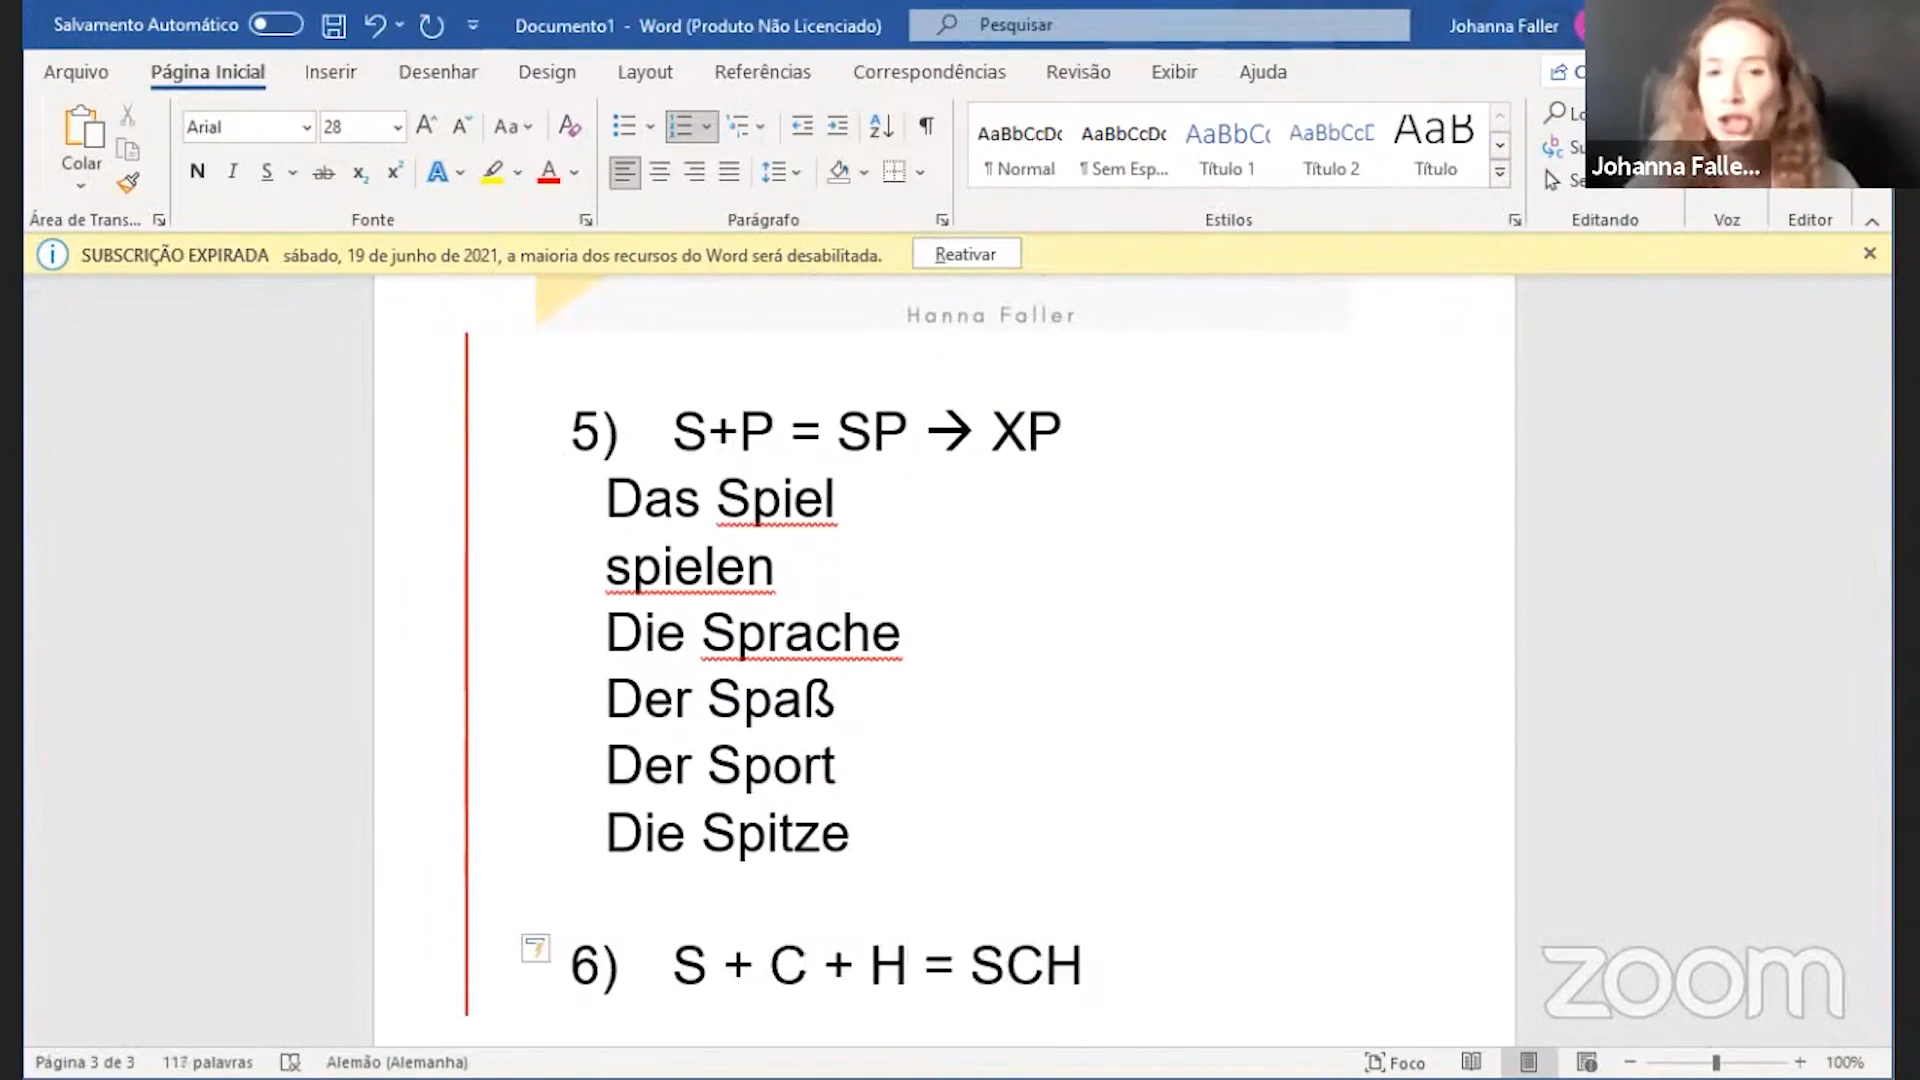 Salvamento Automático
Documento1 - Word (Produto Não Licenciado)
Pesquisar
Johanna Faller
Arquivo Página Inicial Inserir Desenhar Design Layout Referências Correspondências Revisão Exibir Ajuda
Johanna Falle...
Colar
Arial 28
Aa
N I S ab x₂ x² A A
AaBbCcDc AaBbCcDc AaBbC( AaBbCcD AaB
¶ Normal ¶ Sem Esp... Título 1 Título 2 Título
Área de Trans... Fonte Parágrafo Estilos Editando Voz Editor
SUBSCRIÇÃO EXPIRADA sábado, 19 de junho de 2021, a maioria dos recursos do Word será desabilitada. Reativar
Hanna Faller
5) S+P = SP → XP
Das Spiel
spielen
Die Sprache
Der Spaß
Der Sport
Die Spitze
6) S + C + H = SCH
zoom
Página 3 de 3 117 palavras Alemão (Alemanha) Foco 100%